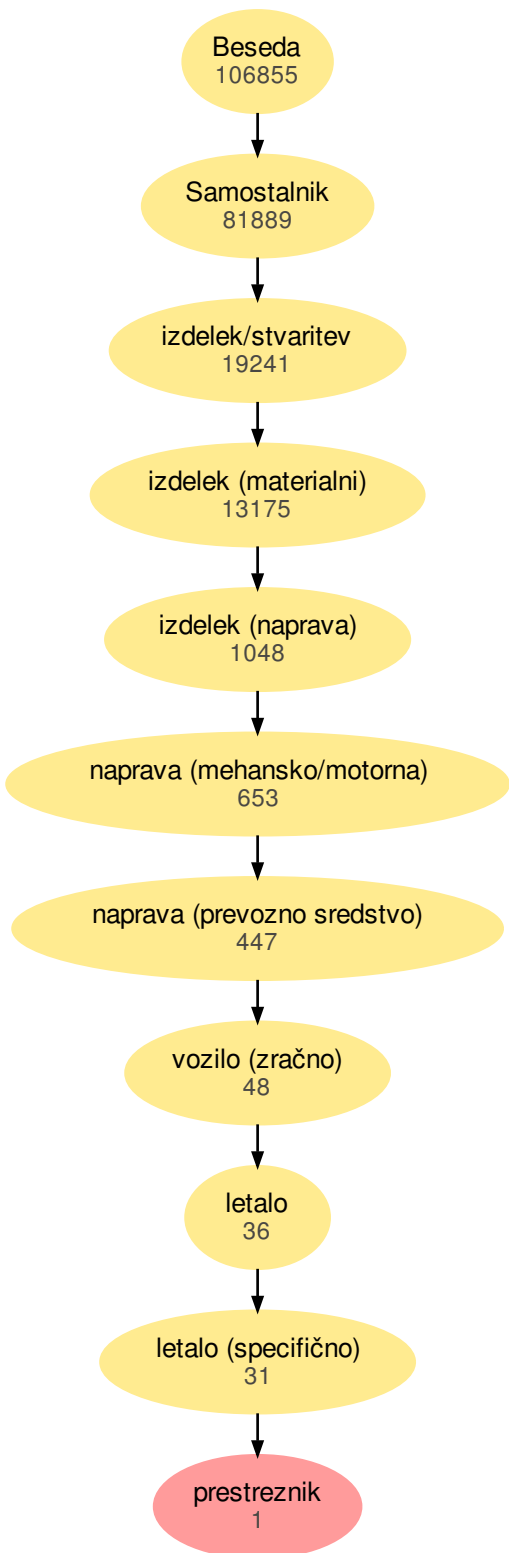 Beseda
106855
Samostalnik
81889
izdelek/stvaritev
19241
izdelek (materialni)
13175
izdelek (naprava)
1048
naprava (mehansko/motorna)
653
naprava (prevozno sredstvo)
447
vozilo (zračno)
48
letalo
36
letalo (specifično)
31
prestreznik
1